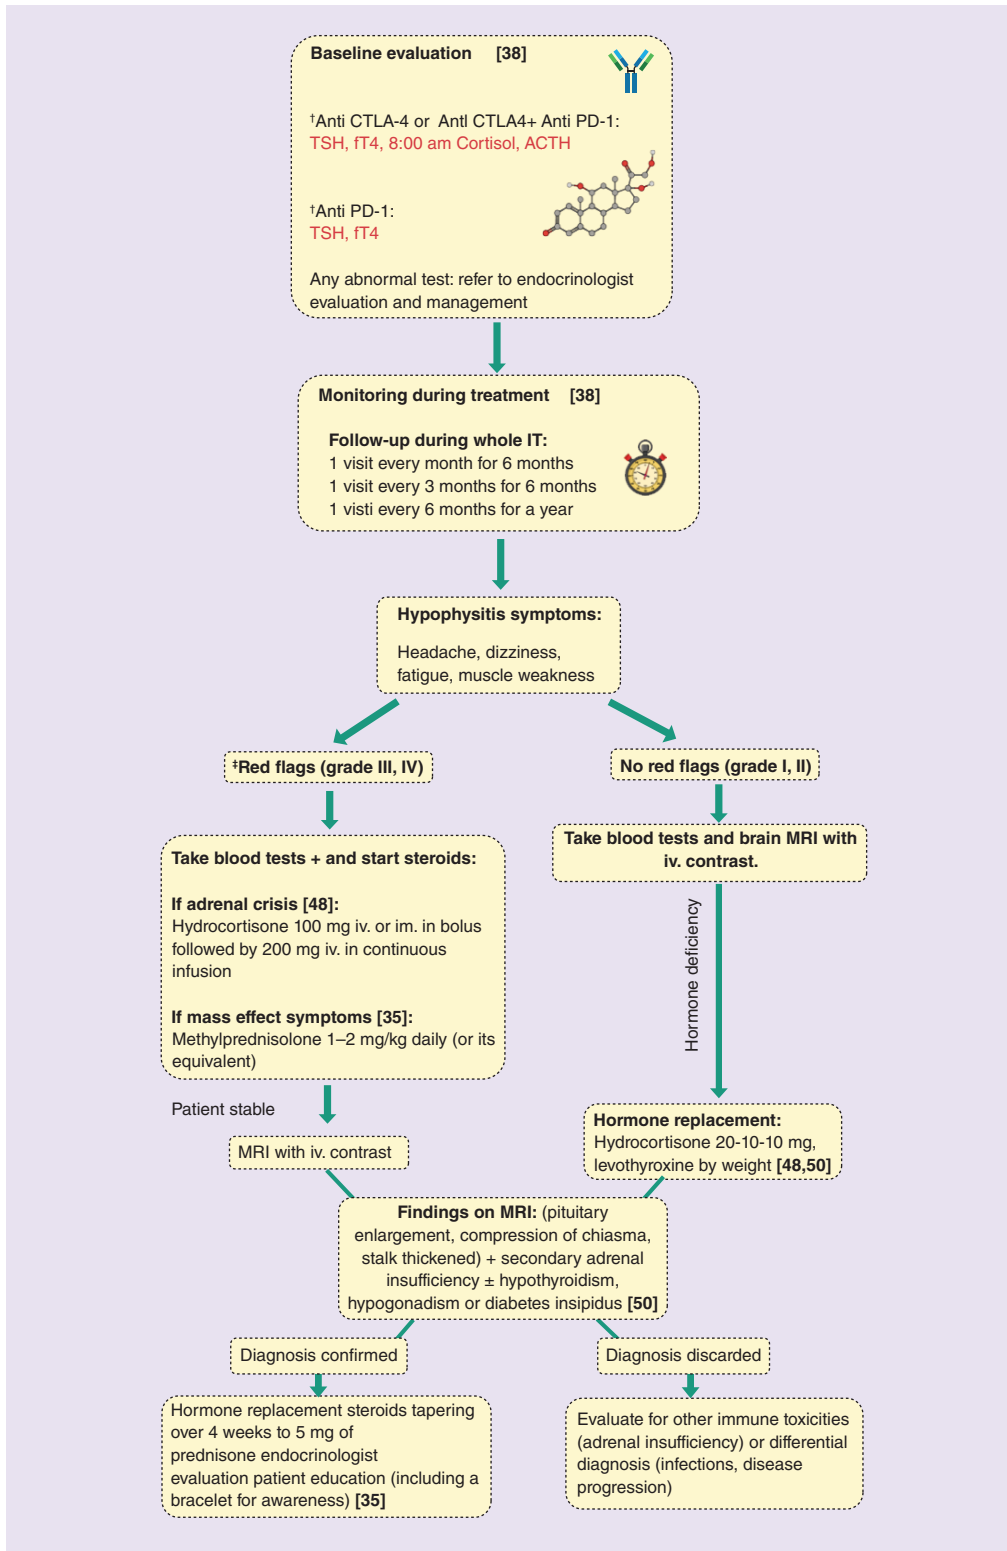 Baseline evaluation [38]
†Anti CTLA-4 or Antl CTLA4+ Anti PD-1:
TSH, fT4, 8:00 am Cortisol, ACTH
†Anti PD-1:
TSH, fT4
Any abnormal test: refer to endocrinologist
evaluation and management
Monitoring during treatment [38]
Follow-up during whole IT:
1 visit every month for 6 months
1 visit every 3 months for 6 months
1 visti every 6 months for a year
Hypophysitis symptoms:
Headache, dizziness,
fatigue, muscle weakness
‡Red flags (grade III, IV)
No red flags (grade I, II)
Take blood tests + and start steroids:
If adrenal crisis [48]:
Hydrocortisone 100 mg iv. or im. in bolus
followed by 200 mg iv. in continuous
infusion
If mass effect symptoms [35]:
Methylprednisolone 1–2 mg/kg daily (or its
equivalent)
Take blood tests and brain MRI with
iv. contrast.
Hormone deficiency
Patient stable
MRI with iv. contrast
Hormone replacement:
Hydrocortisone 20-10-10 mg,
levothyroxine by weight [48,50]
Findings on MRI: (pituitary
enlargement, compression of chiasma,
stalk thickened) + secondary adrenal
insufficiency ± hypothyroidism,
hypogonadism or diabetes insipidus [50]
Diagnosis confirmed
Diagnosis discarded
Hormone replacement steroids tapering
over 4 weeks to 5 mg of
prednisone endocrinologist
evaluation patient education (including a
bracelet for awareness) [35]
Evaluate for other immune toxicities
(adrenal insufficiency) or differential
diagnosis (infections, disease
progression)